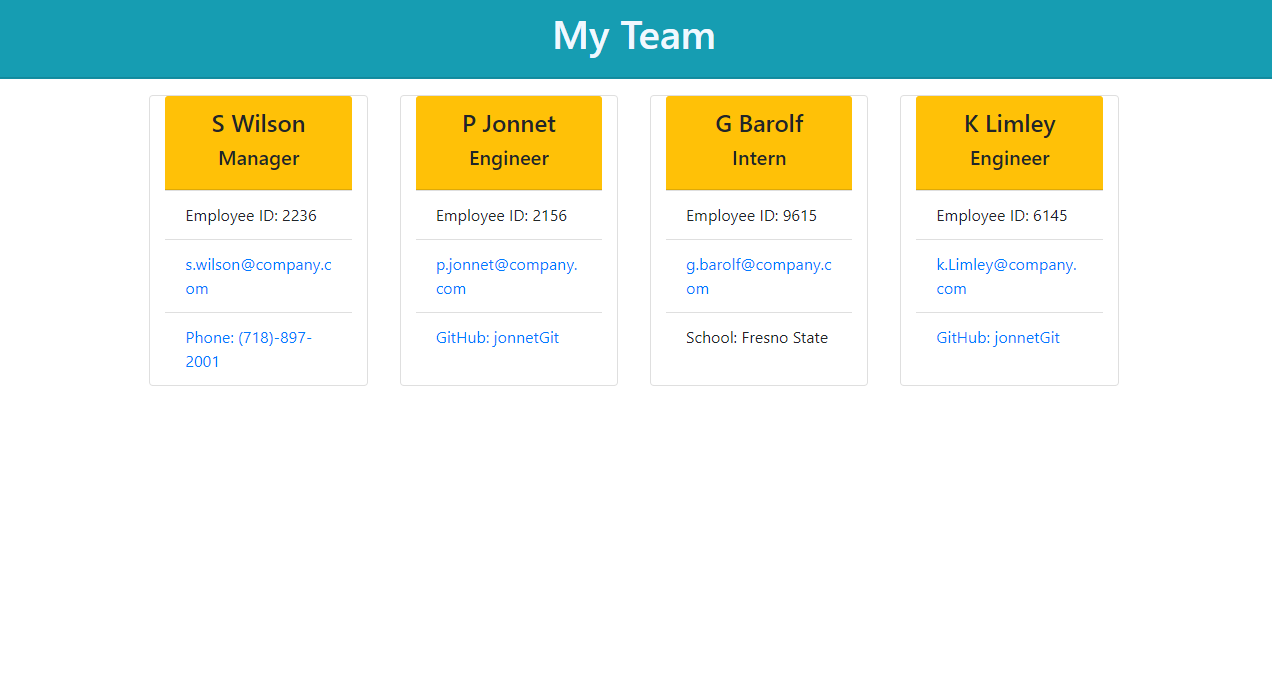 My Team
S Wilson
Manager
Employee ID: 2236
s.wilson@company.c
om
Phone: (718)-897-
2001
P Jonnet
Engineer
Employee ID: 2156
p.jonnet@company.
com
GitHub: jonnetGit
G Barolf
Intern
Employee ID: 9615
g.barolf@company.c
om
School: Fresno State
K Limley
Engineer
Employee ID: 6145
k.Limley@company.
com
GitHub: jonnetGit